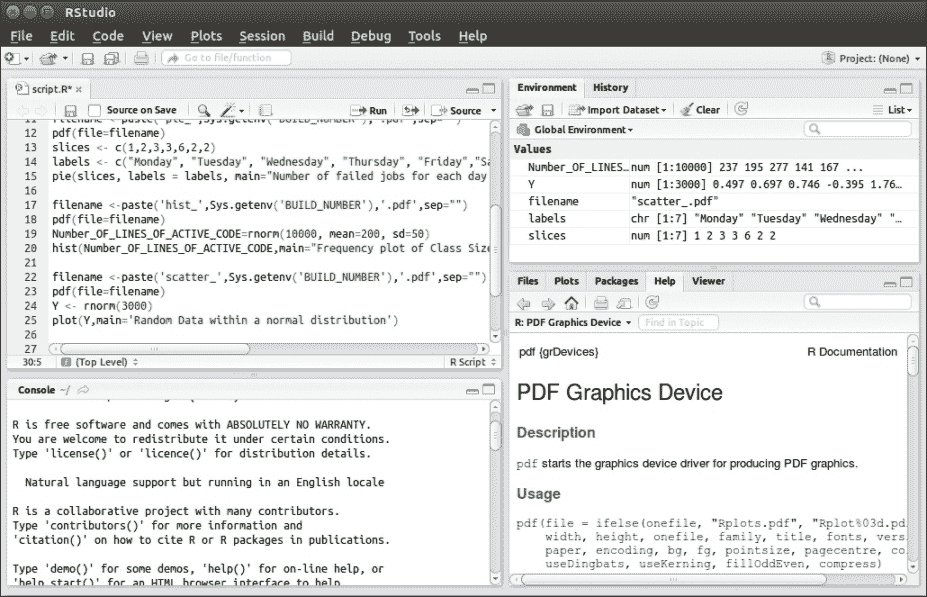 RStudio
File Edit Code View Plots Session Build Debug Tools Help
Go to file/function
Project: (None)
script.R*
Source on Save
Run
Source
11 filename <-paste('pie_',Sys.getenv('BUILD_NUMBER'),'.pdf',sep="")
12 pdf(file=filename)
13 slices <- c(1,2,3,3,6,2,2)
14 labels <- c("Monday", "Tuesday", "Wednesday", "Thursday", "Friday","Sa
15 pie(slices, labels = labels, main="Number of failed jobs for each day
16
17 filename <-paste('hist_',Sys.getenv('BUILD_NUMBER'),'.pdf',sep="")
18 pdf(file=filename)
19 Number_OF_LINES_OF_ACTIVE_CODE=rnorm(10000, mean=200, sd=50)
20 hist(Number_OF_LINES_OF_ACTIVE_CODE,main="Frequency plot of Class Size
21
22 filename <-paste('scatter_',Sys.getenv('BUILD_NUMBER'),'.pdf',sep="")
23 pdf(file=filename)
24 Y <- rnorm(3000)
25 plot(Y,main='Random Data within a normal distribution')
26
27
30:5 (Top Level) R Script
Console ~/
R is free software and comes with ABSOLUTELY NO WARRANTY.
You are welcome to redistribute it under certain conditions.
Type 'license()' or 'licence()' for distribution details.
Natural language support but running in an English locale
R is a collaborative project with many contributors.
Type 'contributors()' for more information and
'citation()' on how to cite R or R packages in publications.
Type 'demo()' for some demos, 'help()' for on-line help, or
'help.start()' for an HTML browser interface to help.
Environment History
Import Dataset Clear List
Global Environment
Values
Number_OF_LINES… num [1:10000] 237 195 277 141 167 ...
Y num [1:3000] 0.497 0.697 0.746 -0.395 1.76…
filename "scatter_.pdf"
labels chr [1:7] "Monday" "Tuesday" "Wednesday" "…
slices num [1:7] 1 2 3 3 6 2 2
Files Plots Packages Help Viewer
R: PDF Graphics Device Find in Topic
pdf {grDevices} R Documentation
PDF Graphics Device
Description
pdf starts the graphics device driver for producing PDF graphics.
Usage
pdf(file = ifelse(onefile, "Rplots.pdf", "Rplot%03d.pd
width, height, onefile, family, title, fonts, vers
paper, encoding, bg, fg, pointsize, pagecentre, co
useDingbats, useKerning, fillOddEven, compress)